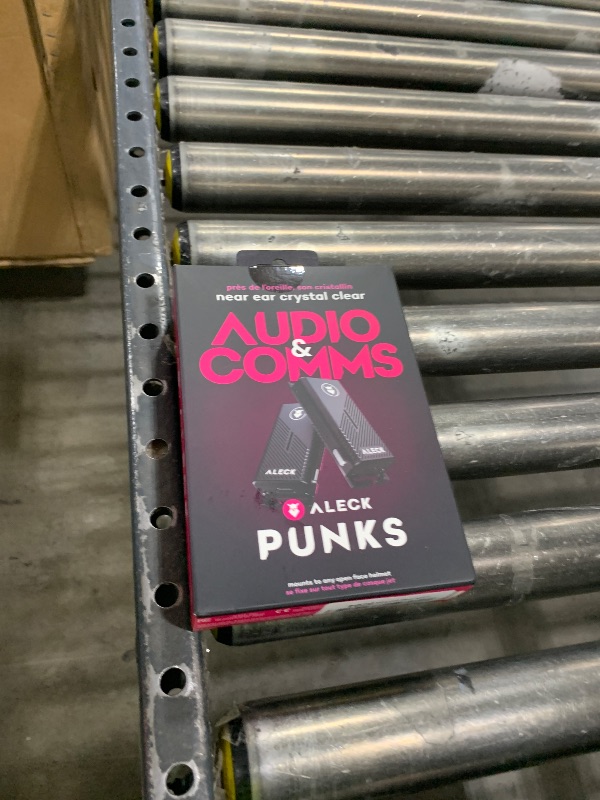 près de l'oreille, son cristallin
near ear crystal clear
AUDIO
&
COMMS
ALECK
ALECK
ALECK
PUNKS
mounts to any open face helmet
se fixe sur tout type de casque jet